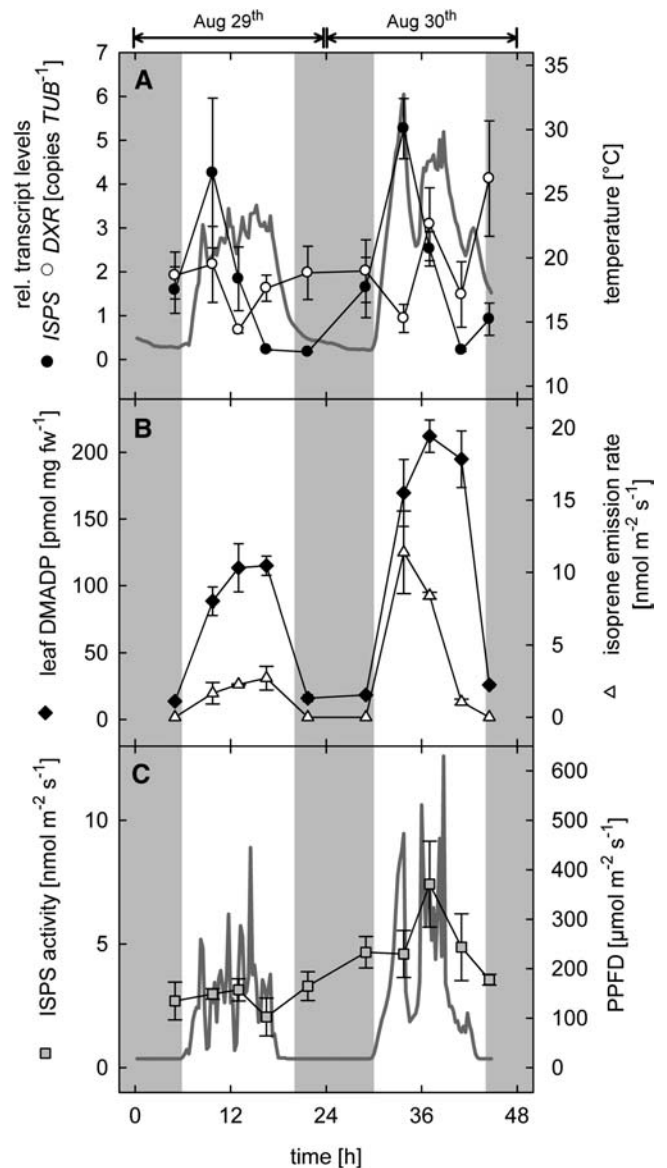 Aug 29th
Aug 30th
A
rel. transcript levels
● ISPS ○ DXR [copies TUB⁻¹]
7
6
5
4
3
2
1
0
35
30
25
20
15
10
temperature [°C]
B
◆ leaf DMADP [pmol mg fw⁻¹]
200
150
100
50
0
20
15
10
5
0
△ isoprene emission rate
[nmol m⁻² s⁻¹]
C
ISPS activity [nmol m⁻² s⁻¹]
10
5
0
600
500
400
300
200
100
0
PPFD [µmol m⁻² s⁻¹]
0 12 24 36 48
time [h]